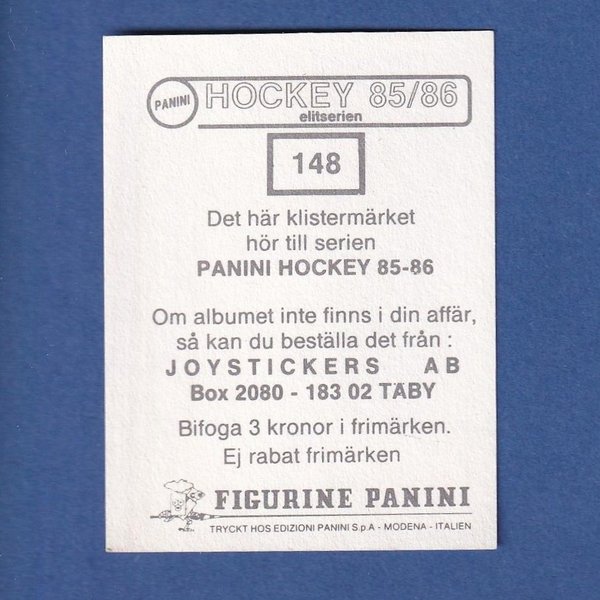 PANINI HOCKEY 85/86
elitserien
148
Det här klistermärket
hör till serien
PANINI HOCKEY 85-86
Om albumet inte finns i din affär,
så kan du beställa det från :
JOYSTICKERS AB
Box 2080 - 183 02 TÄBY
Bifoga 3 kronor i frimärken.
Ej rabat frimärken
FIGURINE PANINI
TRYCKT HOS EDIZIONI PANINI S.p.A - MODENA - ITALIEN